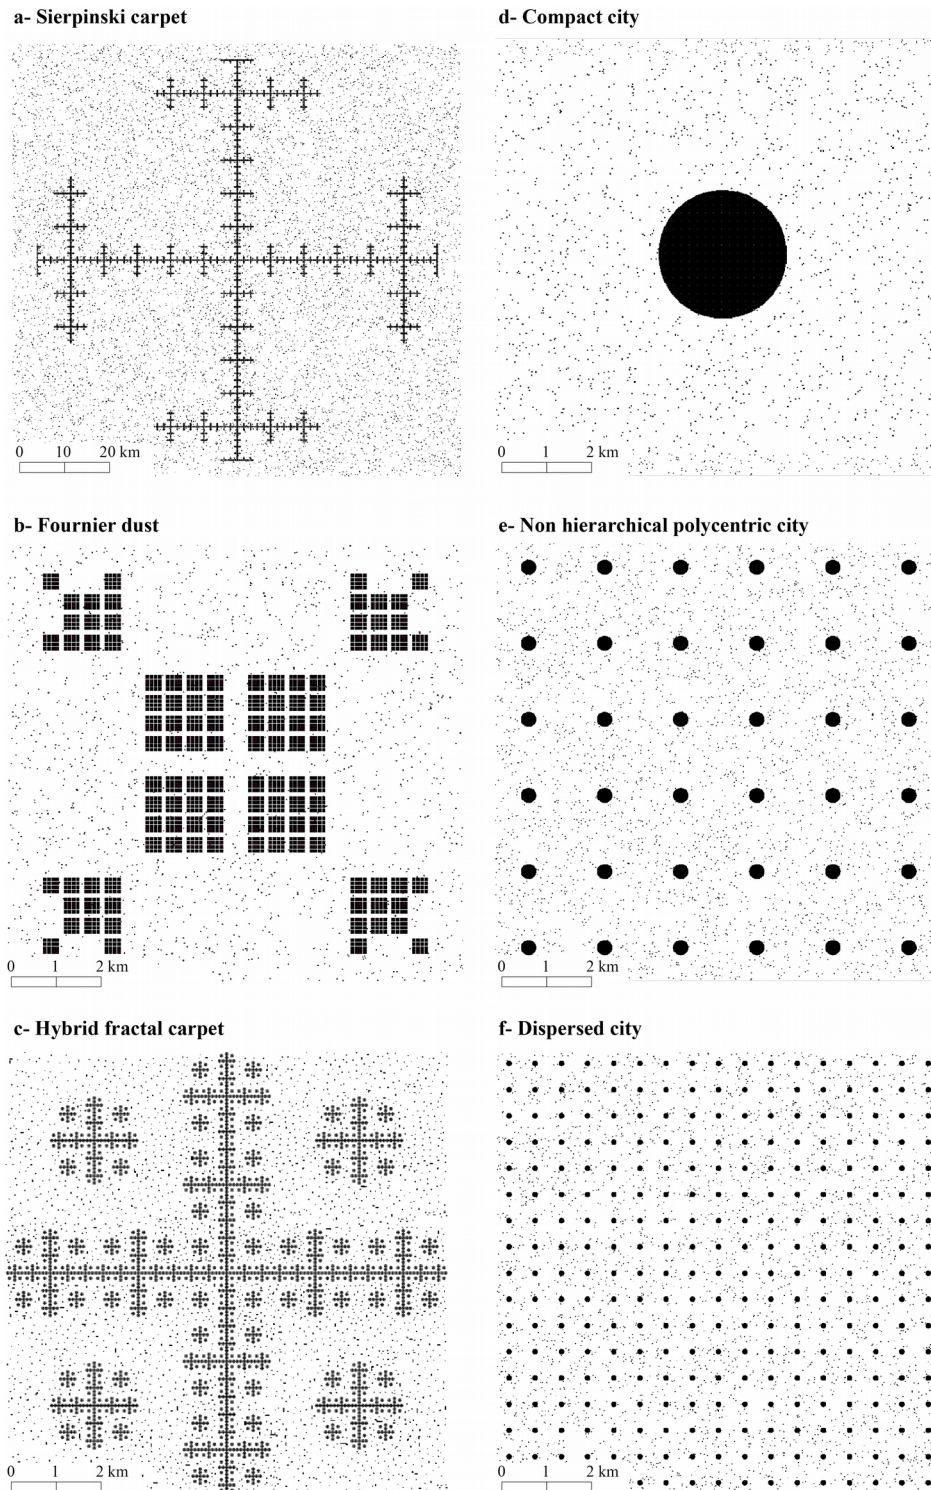 a- Sierpinski carpet
0 10 20 km
b- Fournier dust
0 1 2 km
c- Hybrid fractal carpet
0 1 2 km
d- Compact city
0 1 2 km
e- Non hierarchical polycentric city
0 1 2 km
f- Dispersed city
0 1 2 km